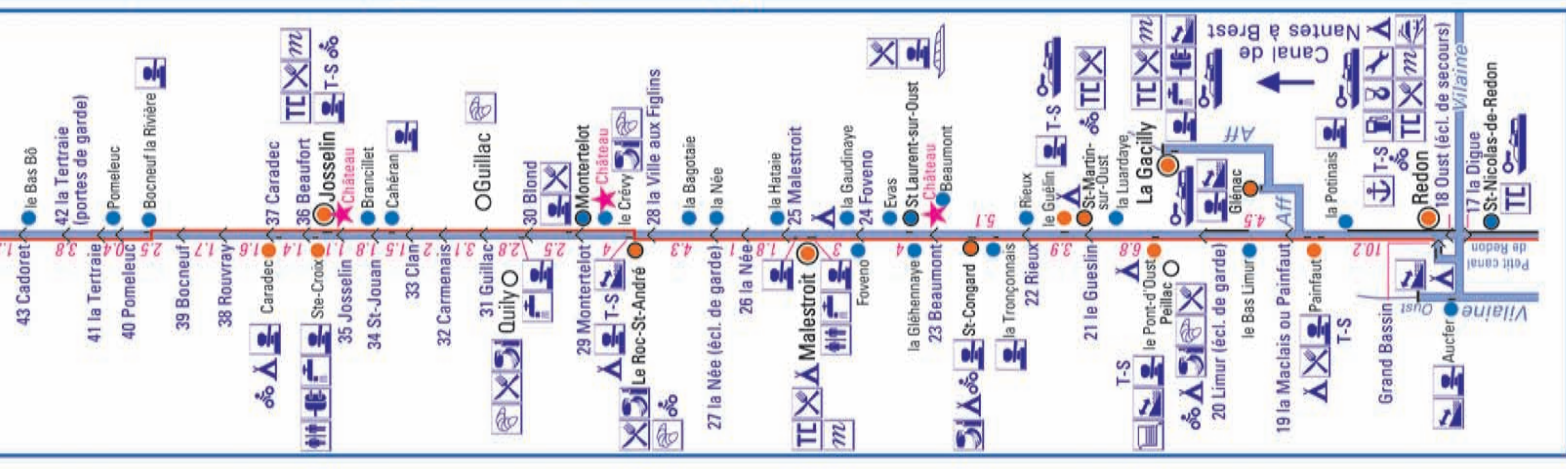 le Bas Bô
42 la Tertraie
(portes de garde)
Pomeleuc
Bocneuf la Rivière
37 Caradec
36 Beaufort
TC
m
T-S
Josselin
Château
Brancillet
Cahéran
Guillac
30 Blond
Montertelot
Château
le Crévy
28 la Ville aux Figlins
la Bagotaie
la Née
la Hataie
25 Malestroit
la Gaudinaye
24 Foveno
Evas
St Laurent-sur-Oust
Château
Beaumont
Rieux
le Guélin
T-S
St-Martin-
sur-Oust
TC
la Luardaye
La Gacilly
TC
m
Aff
Glénac
Aff
Canal de
Nantes à Brest
la Potinais
T-S
TC
m
Redon
18 Oust (écl. de secours)
Vilaine
17 la Digue
St-Nicolas-de-Redon
TC
3.8
0.4
2.5
1.7
1.6
1.4
1.1
1.8
1.5
2
3.1
2.8
2.5
4
4.3
1
1.8
3
4
5.1
3.9
6.8
4.5
10.2
43 Cadoret
41 la Tertraie
40 Pomeleuc
39 Bocneuf
38 Rouvray
Caradec
Ste-Croix
35 Josselin
34 St-Jouan
33 Clan
32 Carmenais
31 Guillac
Quily
29 Montertelot
T-S
Le Roc-St-André
27 la Née (écl. de garde)
26 la Née
Malestroit
TC
m
Foveno
la Gléhennaye
23 Beaumont
St-Congard
la Tronçonnais
22 Rieux
21 le Gueslin
T-S
le Pont-d'Oust
Peillac
20 Limur (écl. de garde)
le Bas Limur
19 la Maclais ou Painfaut
Painfaut
T-S
Grand Bassin
Oust
Aucfer
Vilaine
Petit canal
de Redon